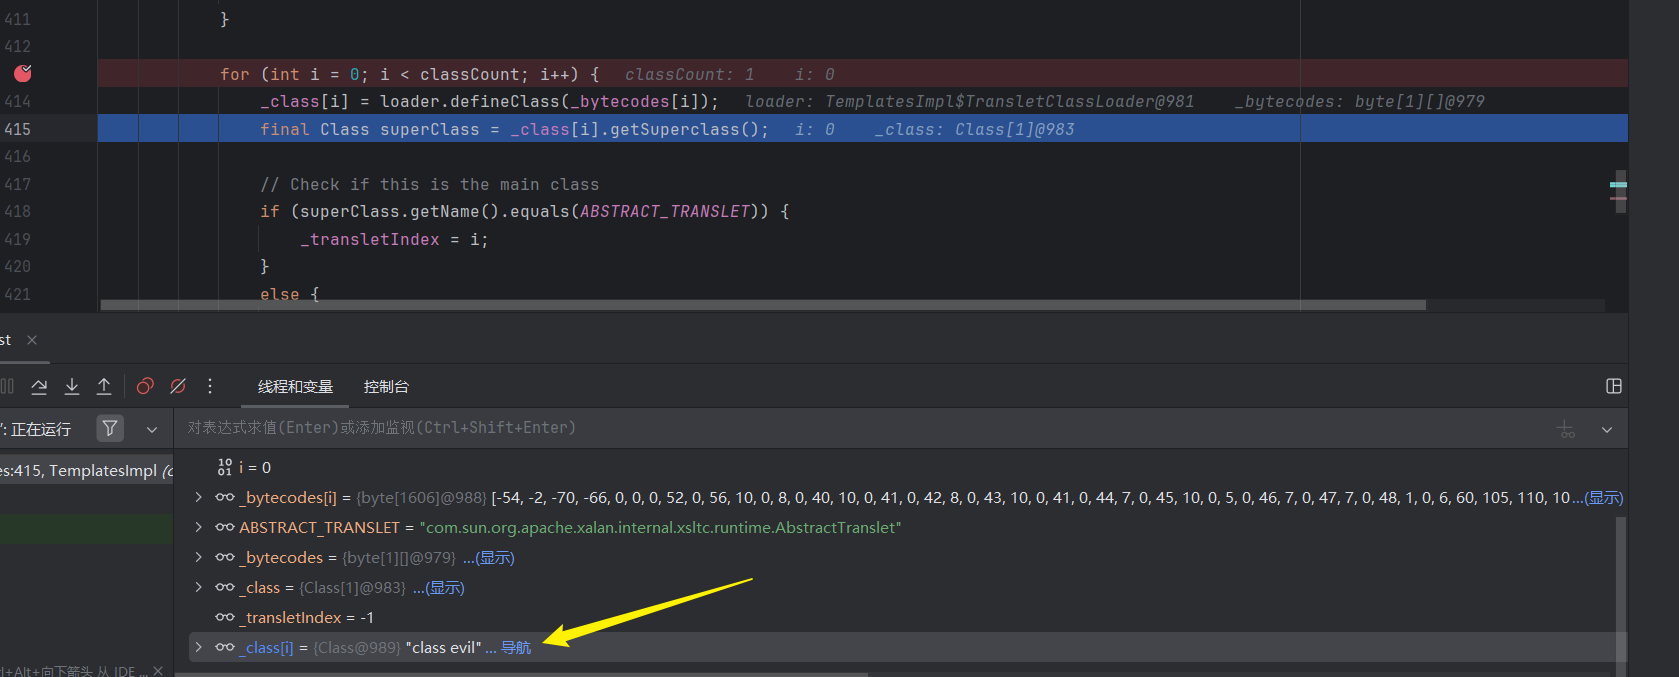 411 }
412
for (int i = 0; i < classCount; i++) { classCount: 1 i: 0
414 _class[i] = loader.defineClass(_bytecodes[i]); loader: TemplatesImpl$TransletClassLoader@981 _bytecodes: byte[1][]@979
415 final Class superClass = _class[i].getSuperclass(); i: 0 _class: Class[1]@983
416
417 // Check if this is the main class
418 if (superClass.getName().equals(ABSTRACT_TRANSLET)) {
419 _transletIndex = i;
420 }
421 else {
st ×
线程和变量 控制台
': 正在运行 对表达式求值(Enter)或添加监视(Ctrl+Shift+Enter)
i = 0
es:415, TemplatesImpl (c
_bytecodes[i] = {byte[1606]@988} [-54, -2, -70, -66, 0, 0, 0, 52, 0, 56, 10, 0, 8, 0, 40, 10, 0, 41, 0, 42, 8, 0, 43, 10, 0, 41, 0, 44, 7, 0, 45, 10, 0, 5, 0, 46, 7, 0, 47, 7, 0, 48, 1, 0, 6, 60, 105, 110, 10 ...(显示)
ABSTRACT_TRANSLET = "com.sun.org.apache.xalan.internal.xsltc.runtime.AbstractTranslet"
_bytecodes = {byte[1][]@979} ...(显示)
_class = {Class[1]@983} ...(显示)
_transletIndex = -1
_class[i] = {Class@989} "class evil" ... 导航
l+Alt+向下箭头 从 IDE ... ×